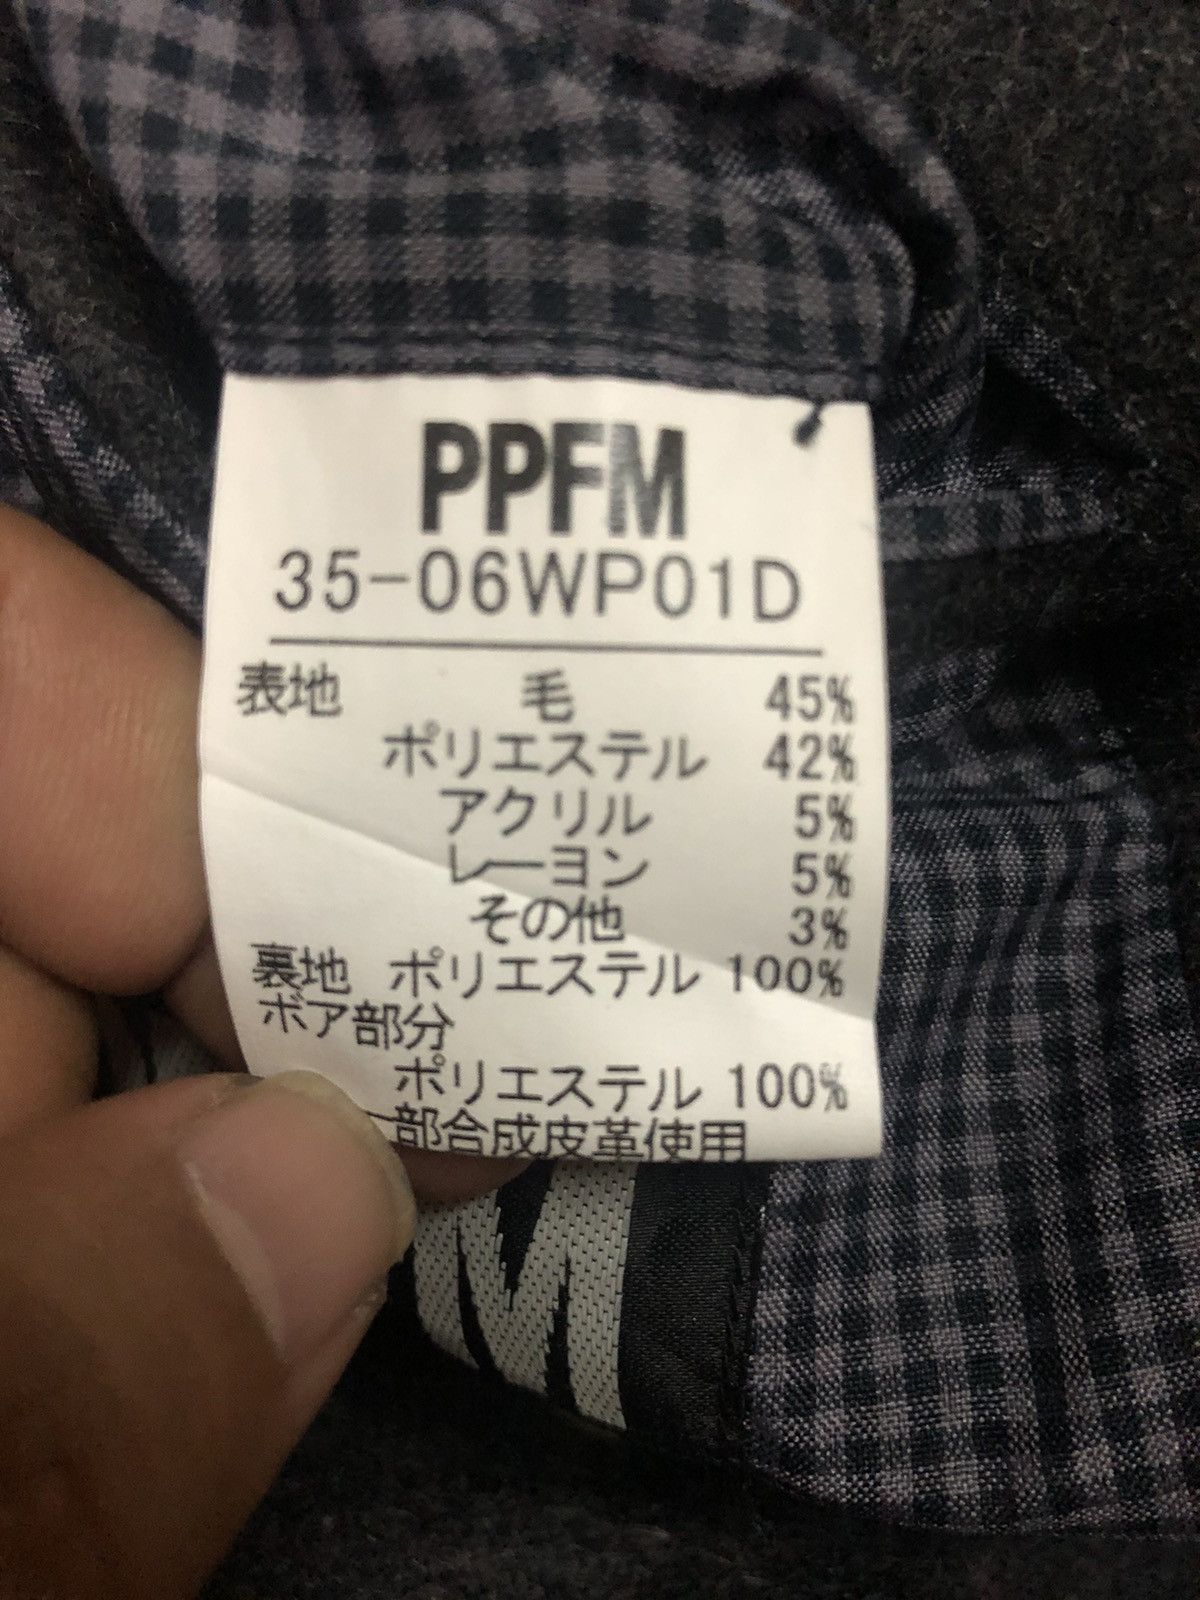 PPFM
35-06WP01D
表地 毛 45%
ポリエステル 42%
アクリル 5%
レーヨン 5%
その他 3%
裏地 ポリエステル 100%
ボア部分
ポリエステル 100%
一部合成皮革使用
M